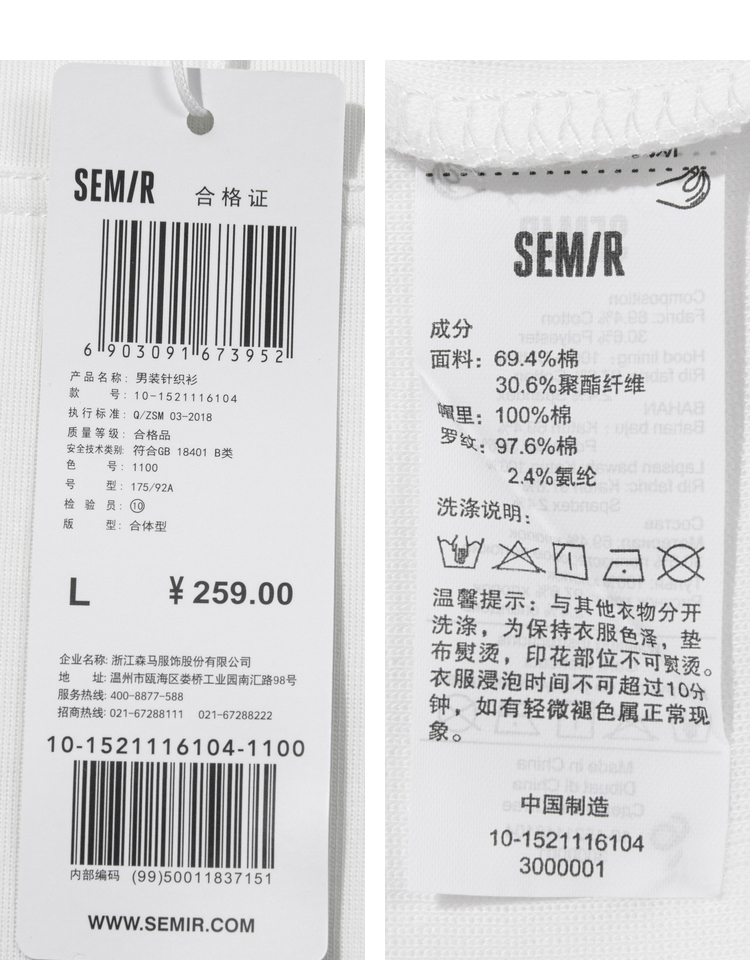 SEMIR 合格证
6 903091 673952
产品名称: 男装针织衫
款 号: 10-1521116104
执行标准: Q/ZSM 03-2018
质量等级: 合格品
安全技术类别: 符合GB 18401 B类
色 号: 1100
号 型: 175/92A
检 验 员: ⑩
版 型: 合体型
L ¥ 259.00
企业名称: 浙江森马服饰股份有限公司
地 址: 温州市瓯海区娄桥工业园南汇路98号
服务热线: 400-8877-588
招商热线: 021-67288111 021-67288222
10-1521116104-1100
内部编码 (99)50011837151
WWW.SEMIR.COM
SEMIR
成分
面料: 69.4%棉
30.6%聚酯纤维
帽里: 100%棉
罗纹: 97.6%棉
2.4%氨纶
洗涤说明:
温馨提示: 与其他衣物分开
洗涤，为保持衣服色泽，垫
布熨烫，印花部位不可熨烫。
衣服浸泡时间不可超过10分
钟，如有轻微褪色属正常现
象。
中国制造
10-1521116104
3000001